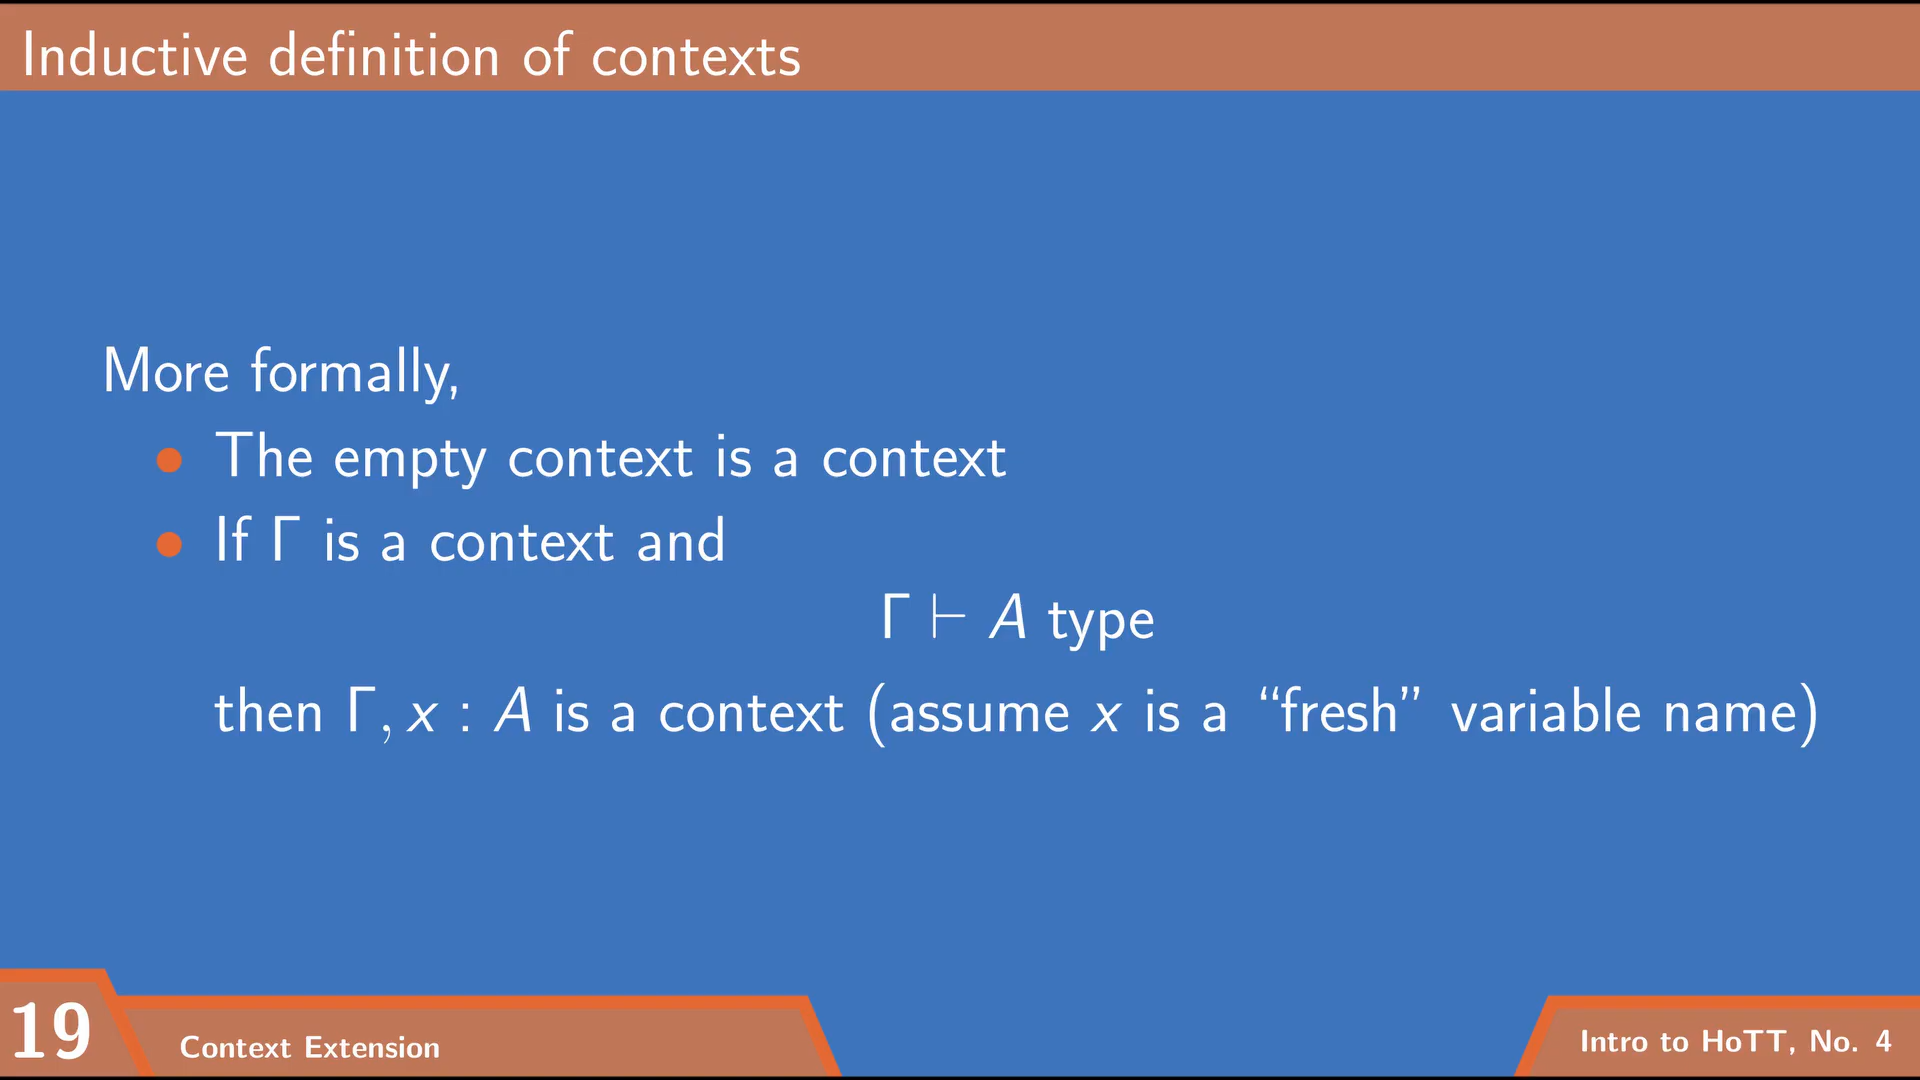 Inductive definition of contexts
More formally,
• The empty context is a context
• If Γ is a context and
Γ ⊢ A type
then Γ, x : A is a context (assume x is a “fresh” variable name)
19
Context Extension
Intro to HoTT, No. 4